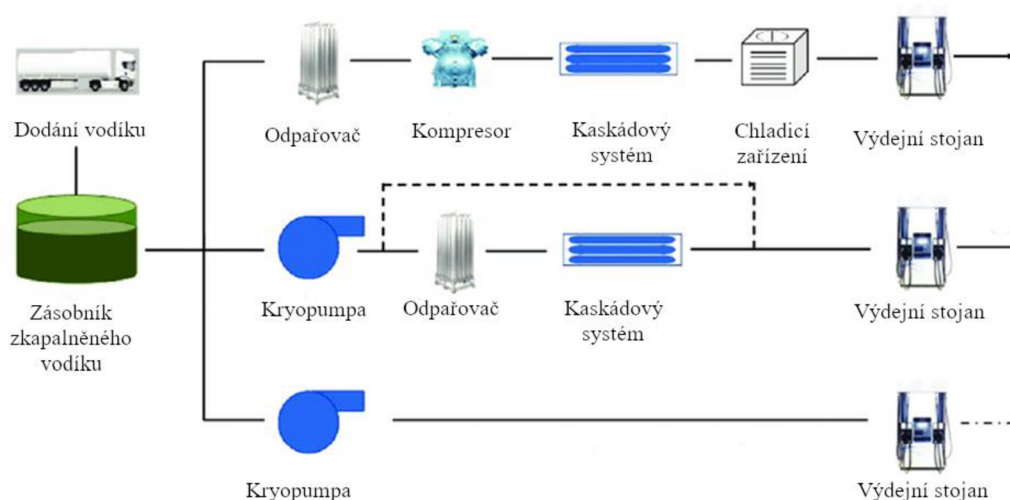 Dodání vodíku
Odpařovač
Kompresor
Kaskádový
systém
Chladicí
zařízení
Výdejní stojan
Zásobník
zkapalněného
vodíku
Kryopumpa
Odpařovač
Kaskádový
systém
Výdejní stojan
Kryopumpa
Výdejní stojan